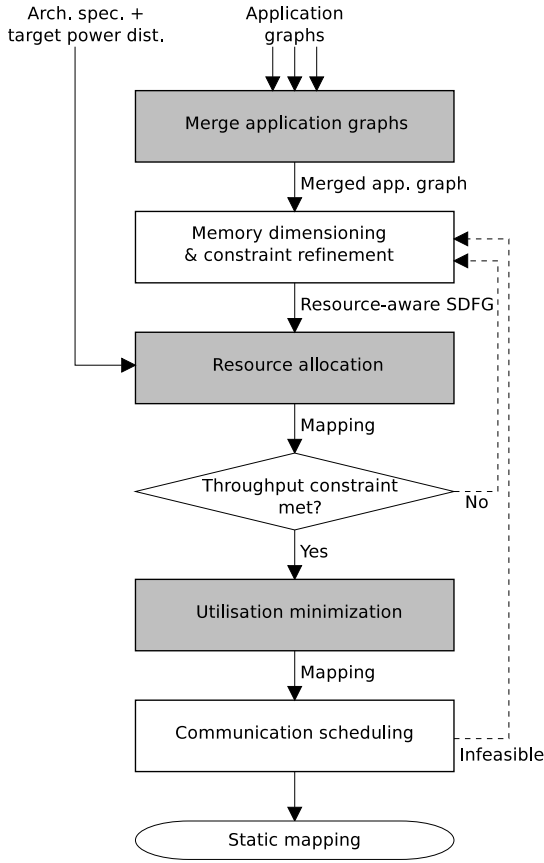 Arch. spec. +
target power dist.
Application
graphs
Merge application graphs
Merged app. graph
Memory dimensioning
& constraint refinement
Resource-aware SDFG
Resource allocation
Mapping
Throughput constraint
met?
No
Yes
Utilisation minimization
Mapping
Communication scheduling
Infeasible
Static mapping